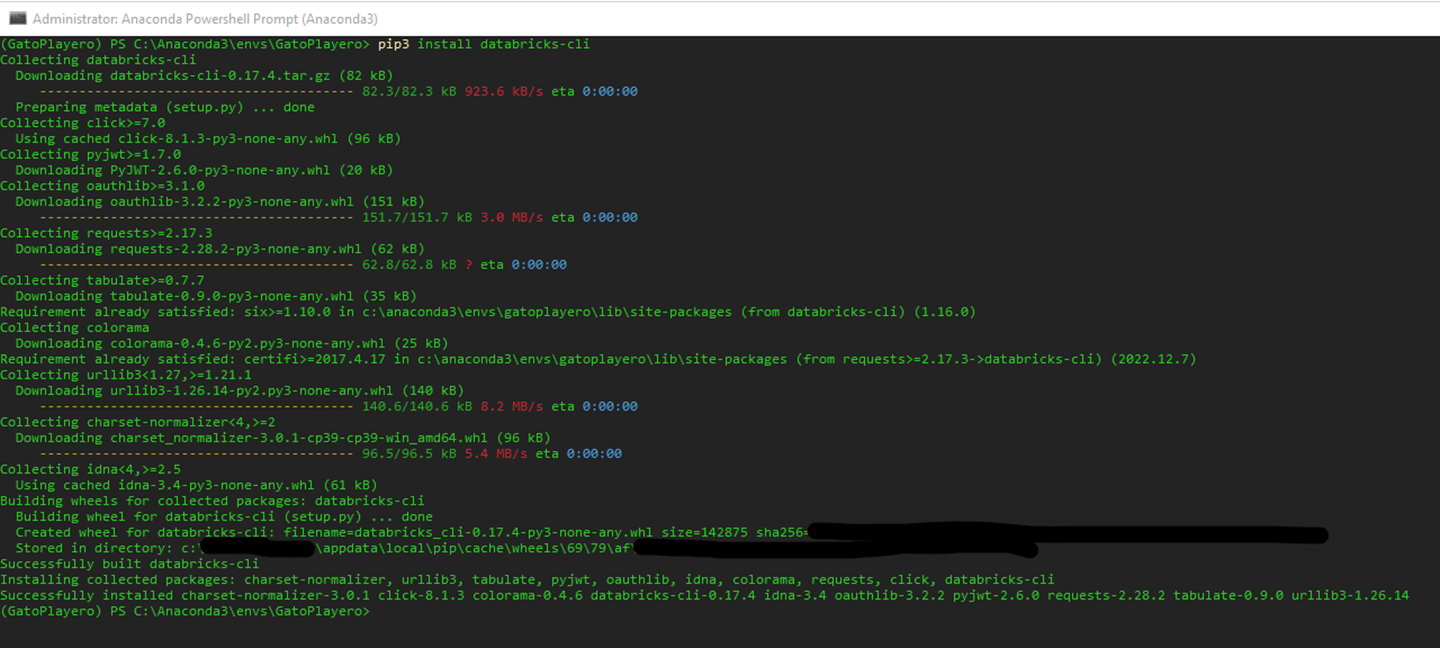 Administrator: Anaconda Powershell Prompt (Anaconda3)
(GatoPlayero) PS C:\Anaconda3\envs\GatoPlayero> pip3 install databricks-cli
Collecting databricks-cli
  Downloading databricks-cli-0.17.4.tar.gz (82 kB)
     ---------------------------------------- 82.3/82.3 kB 923.6 kB/s eta 0:00:00
  Preparing metadata (setup.py) ... done
Collecting click>=7.0
  Using cached click-8.1.3-py3-none-any.whl (96 kB)
Collecting pyjwt>=1.7.0
  Downloading PyJWT-2.6.0-py3-none-any.whl (20 kB)
Collecting oauthlib>=3.1.0
  Downloading oauthlib-3.2.2-py3-none-any.whl (151 kB)
     ---------------------------------------- 151.7/151.7 kB 3.0 MB/s eta 0:00:00
Collecting requests>=2.17.3
  Downloading requests-2.28.2-py3-none-any.whl (62 kB)
     ---------------------------------------- 62.8/62.8 kB ? eta 0:00:00
Collecting tabulate>=0.7.7
  Downloading tabulate-0.9.0-py3-none-any.whl (35 kB)
Requirement already satisfied: six>=1.10.0 in c:\anaconda3\envs\gatoplayero\lib\site-packages (from databricks-cli) (1.16.0)
Collecting colorama
  Downloading colorama-0.4.6-py2.py3-none-any.whl (25 kB)
Requirement already satisfied: certifi>=2017.4.17 in c:\anaconda3\envs\gatoplayero\lib\site-packages (from requests>=2.17.3->databricks-cli) (2022.12.7)
Collecting urllib3<1.27,>=1.21.1
  Downloading urllib3-1.26.14-py2.py3-none-any.whl (140 kB)
     ---------------------------------------- 140.6/140.6 kB 8.2 MB/s eta 0:00:00
Collecting charset-normalizer<4,>=2
  Downloading charset_normalizer-3.0.1-cp39-cp39-win_amd64.whl (96 kB)
     ---------------------------------------- 96.5/96.5 kB 5.4 MB/s eta 0:00:00
Collecting idna<4,>=2.5
  Using cached idna-3.4-py3-none-any.whl (61 kB)
Building wheels for collected packages: databricks-cli
  Building wheel for databricks-cli (setup.py) ... done
  Created wheel for databricks-cli: filename=databricks_cli-0.17.4-py3-none-any.whl size=142875 sha256=
  Stored in directory: c:\ \appdata\local\pip\cache\wheels\69\79\af\
Successfully built databricks-cli
Installing collected packages: charset-normalizer, urllib3, tabulate, pyjwt, oauthlib, idna, colorama, requests, click, databricks-cli
Successfully installed charset-normalizer-3.0.1 click-8.1.3 colorama-0.4.6 databricks-cli-0.17.4 idna-3.4 oauthlib-3.2.2 pyjwt-2.6.0 requests-2.28.2 tabulate-0.9.0 urllib3-1.26.14
(GatoPlayero) PS C:\Anaconda3\envs\GatoPlayero>